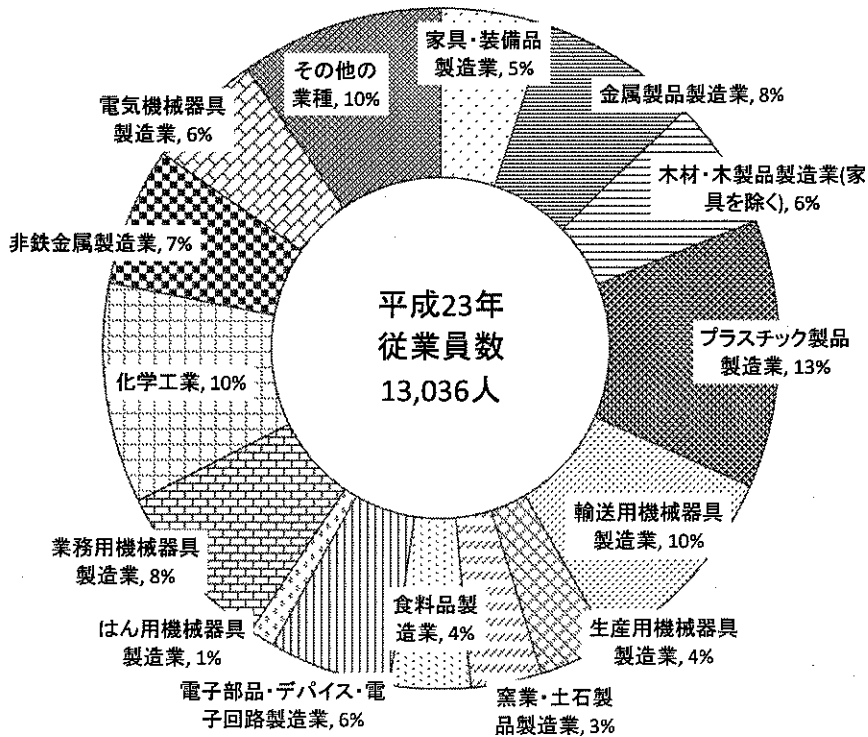 家具・装備品
製造業, 5%
金属製品製造業, 8%
木材・木製品製造業(家
具を除く), 6%
プラスチック製品
製造業, 13%
輸送用機械器具
製造業, 10%
生産用機械器具
製造業, 4%
窯業・土石製
品製造業, 3%
食料品製
造業, 4%
電子部品・デバイス・電
子回路製造業, 6%
はん用機械器具
製造業, 1%
業務用機械器具
製造業, 8%
化学工業, 10%
非鉄金属製造業, 7%
電気機械器具
製造業, 6%
その他の
業種, 10%
平成23年
従業員数
13,036人